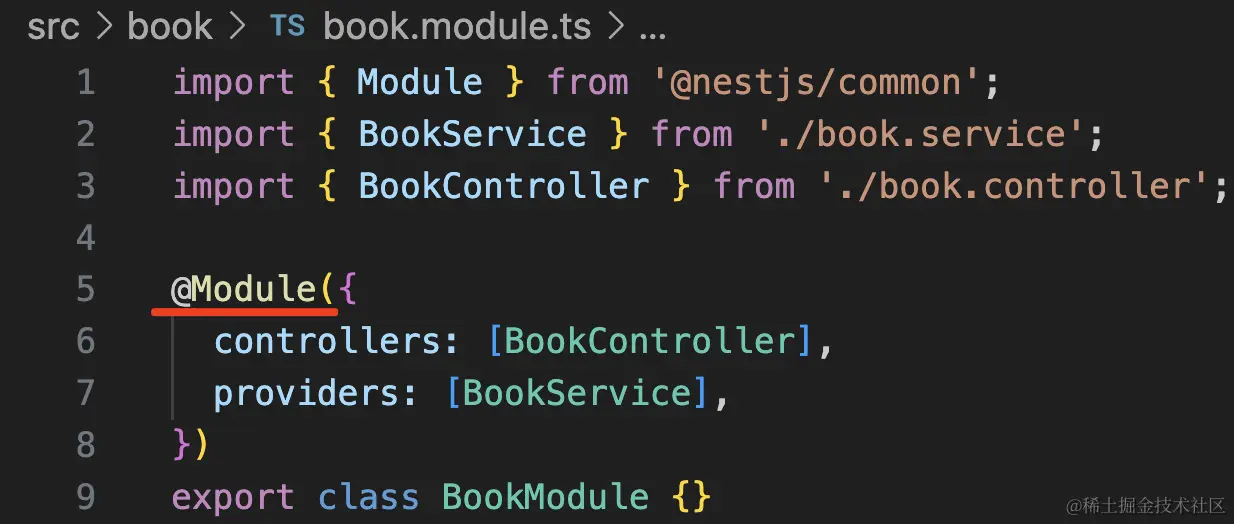 src > book > TS book.module.ts > ...
1 import { Module } from '@nestjs/common';
2 import { BookService } from './book.service';
3 import { BookController } from './book.controller';
4
5 @Module({
6   controllers: [BookController],
7   providers: [BookService],
8 })
9 export class BookModule {}
@稀土掘金技术社区